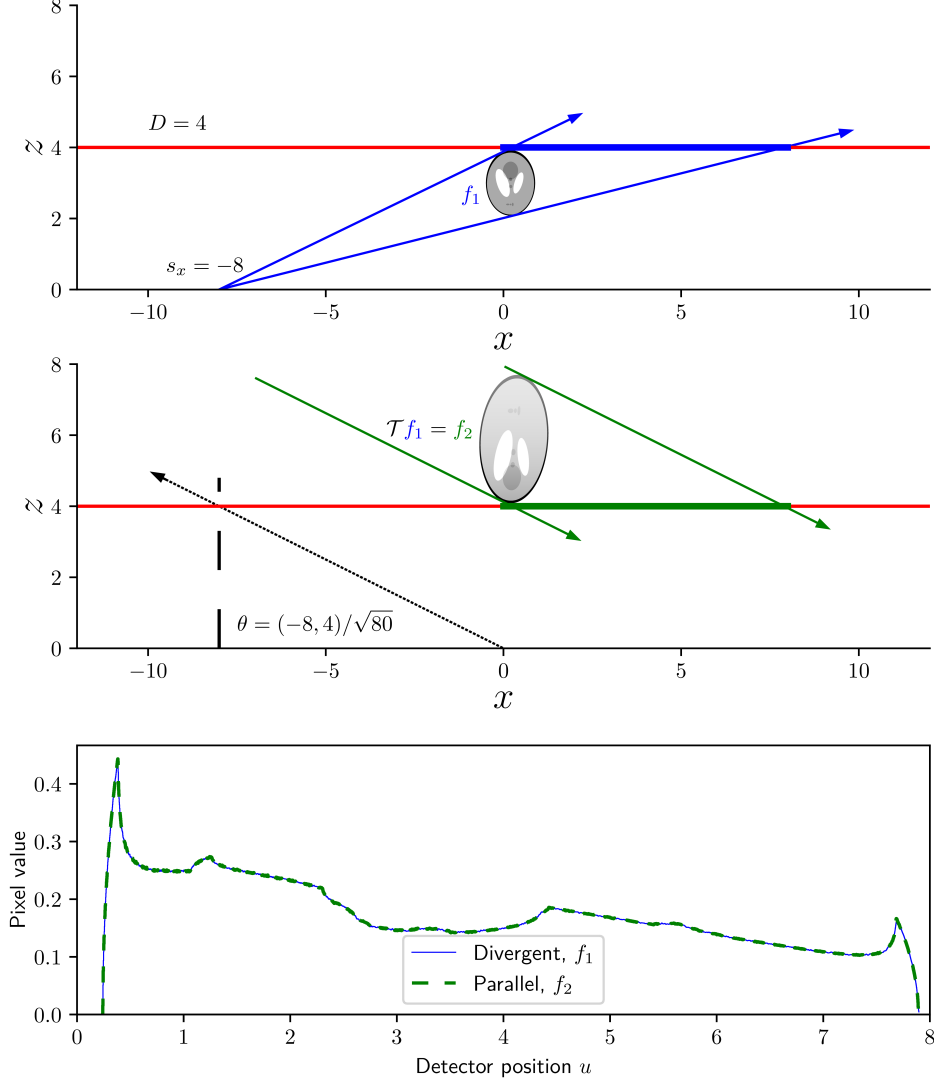 8
6
4
2
0
z
D = 4
f₁
sₓ = −8
−10 −5 0 5 10
x
8
6
4
2
0
z
𝒯f₁ = f₂
θ = (−8, 4)/√80
−10 −5 0 5 10
x
0.4
0.3
0.2
0.1
0.0
Pixel value
Divergent, f₁
Parallel, f₂
0 1 2 3 4 5 6 7 8
Detector position u